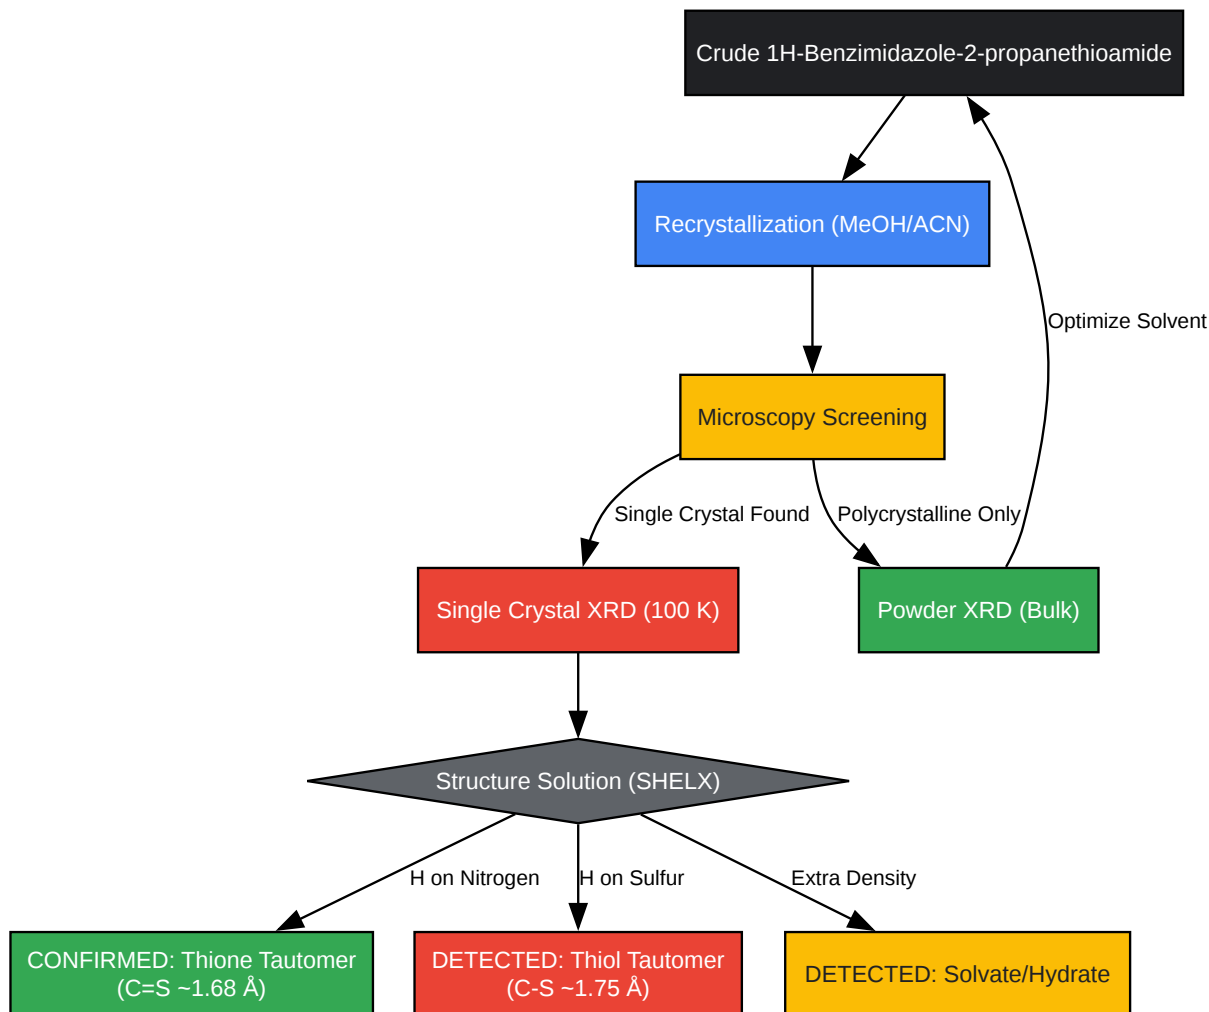 Crude 1H-Benzimidazole-2-propanethioamide
Recrystallization (MeOH/ACN)
Optimize Solvent
Microscopy Screening
Single Crystal Found
Polycrystalline Only
Single Crystal XRD (100 K)
Powder XRD (Bulk)
Structure Solution (SHELX)
H on Nitrogen
H on Sulfur
Extra Density
CONFIRMED: Thione Tautomer
(C=S ~1.68 Å)
DETECTED: Thiol Tautomer
(C-S ~1.75 Å)
DETECTED: Solvate/Hydrate